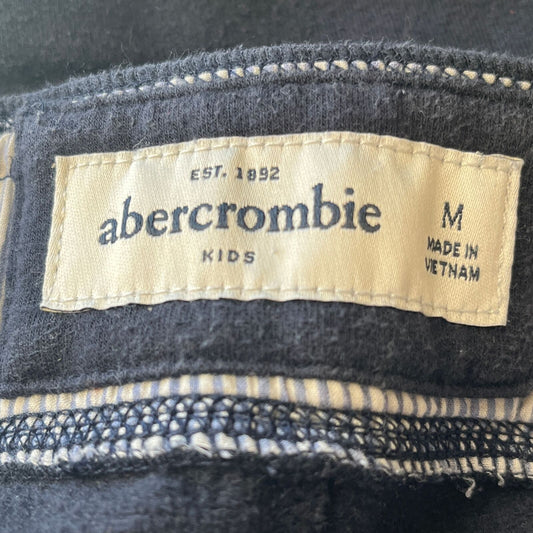 EST. 1892
abercrombie
KIDS
M
MADE IN
VIETNAM